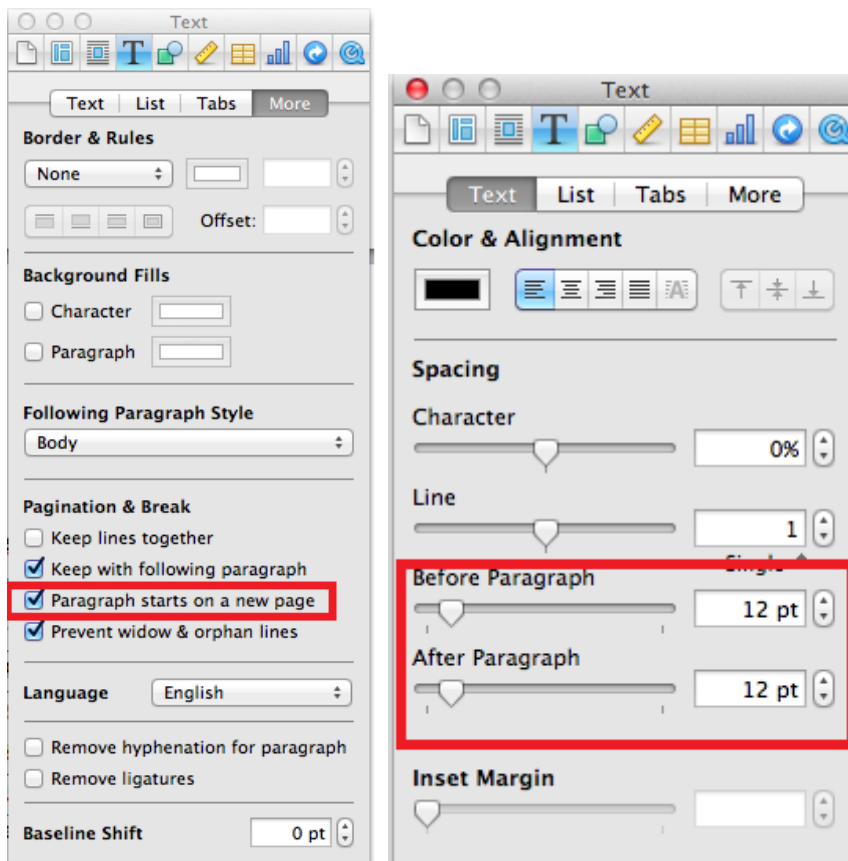 Text
Text List Tabs More
Border & Rules
None
Offset:
Background Fills
Character
Paragraph
Following Paragraph Style
Body
Pagination & Break
Keep lines together
Keep with following paragraph
Paragraph starts on a new page
Prevent widow & orphan lines
Language English
Remove hyphenation for paragraph
Remove ligatures
Baseline Shift 0 pt
Text
Text List Tabs More
Color & Alignment
A
Spacing
Character
0%
Line
1
Single
Before Paragraph
12 pt
After Paragraph
12 pt
Inset Margin